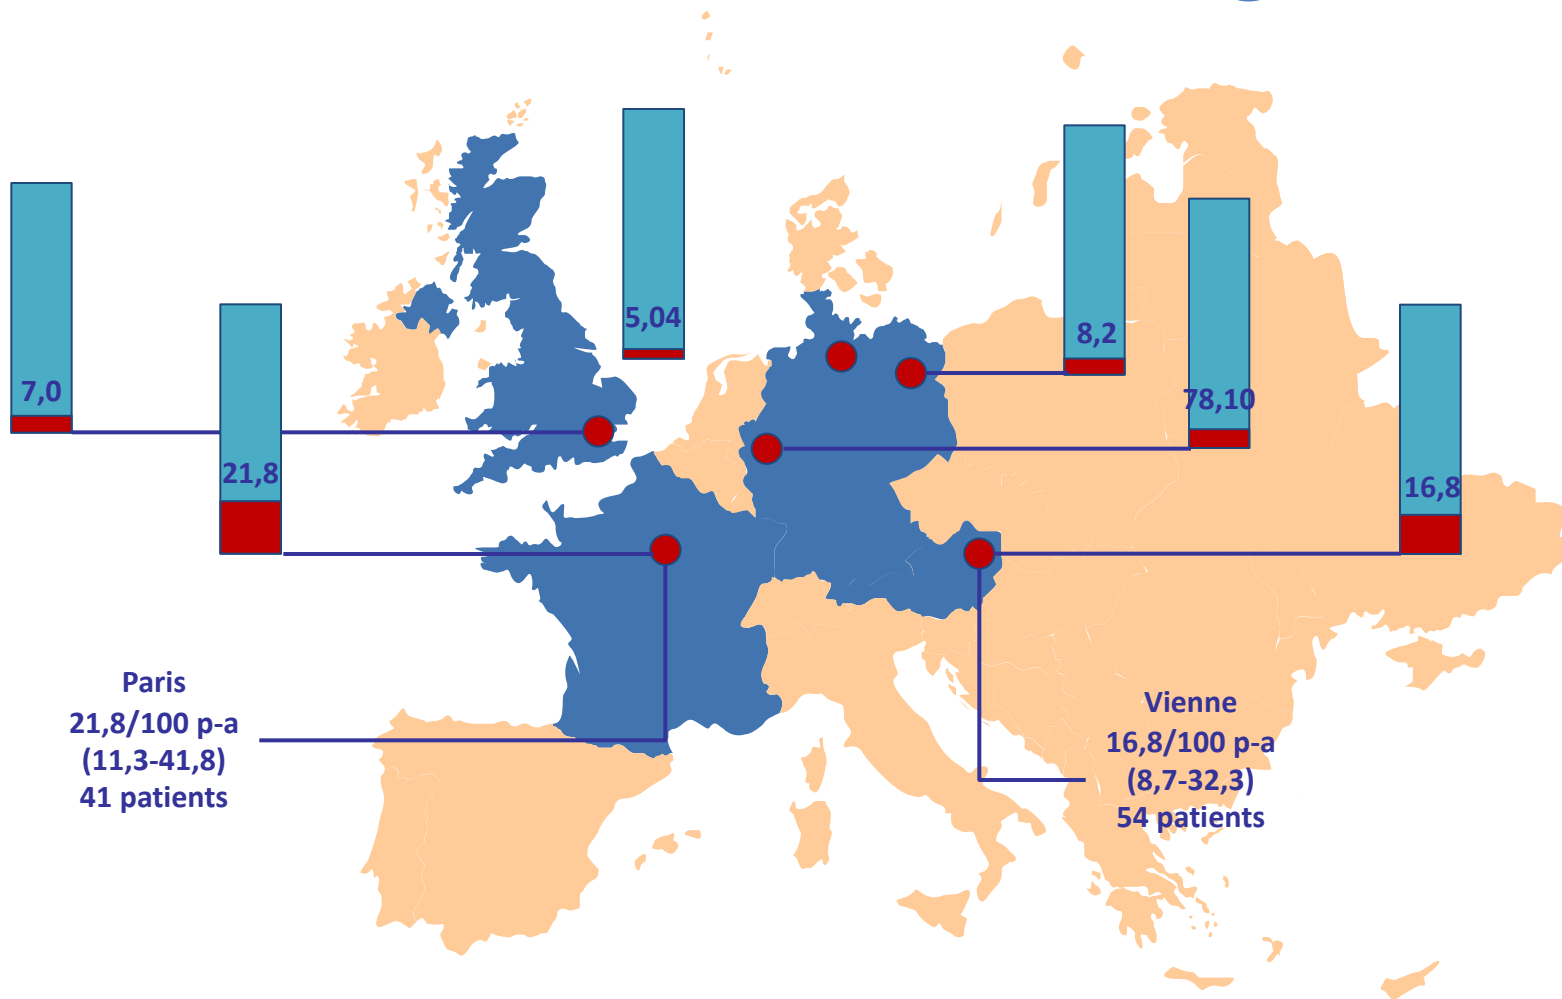 5,04
8,2
7,0
78,10
21,8
16,8
Paris
21,8/100 p-a
(11,3-41,8)
41 patients
Vienne
16,8/100 p-a
(8,7-32,3)
54 patients